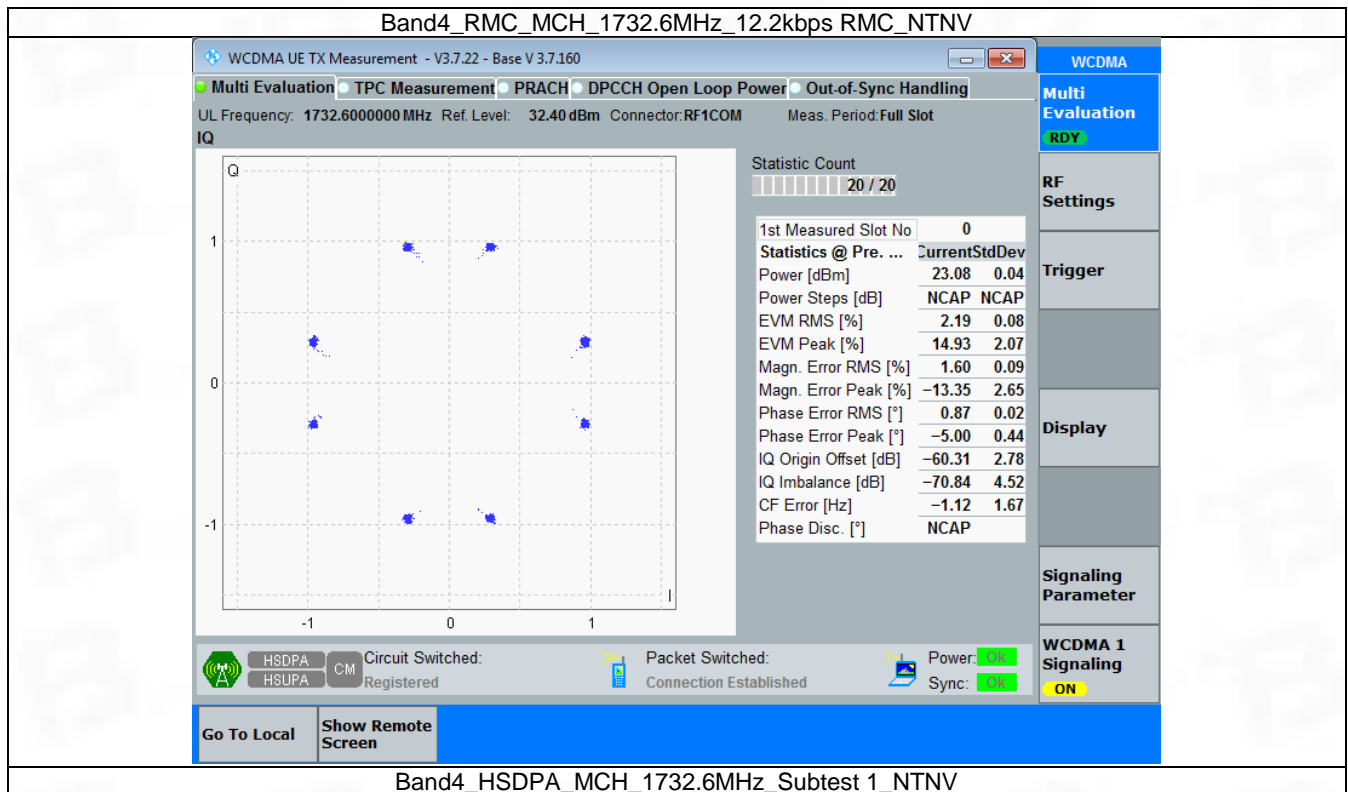 Band4_RMC_MCH_1732.6MHz_12.2kbps RMC_NTNV
WCDMA UE TX Measurement - V3.7.22 - Base V 3.7.160
WCDMA
Multi Evaluation TPC Measurement PRACH DPCCH Open Loop Power Out-of-Sync Handling
UL Frequency: 1732.6000000 MHz Ref. Level: 32.40 dBm Connector:RF1COM Meas. Period:Full Slot
IQ
Multi
Evaluation
RDY
RF
Settings
Trigger
Display
Signaling
Parameter
WCDMA 1
Signaling
ON
Q
1
0
-1
I
-1 0 1
Statistic Count
20 / 20
1st Measured Slot No 0
Statistics @ Pre. ... CurrentStdDev
Power [dBm] 23.08 0.04
Power Steps [dB] NCAP NCAP
EVM RMS [%] 2.19 0.08
EVM Peak [%] 14.93 2.07
Magn. Error RMS [%] 1.60 0.09
Magn. Error Peak [%] −13.35 2.65
Phase Error RMS [°] 0.87 0.02
Phase Error Peak [°] −5.00 0.44
IQ Origin Offset [dB] −60.31 2.78
IQ Imbalance [dB] −70.84 4.52
CF Error [Hz] −1.12 1.67
Phase Disc. [°] NCAP
HSDPA
HSUPA
CM
Circuit Switched:
Registered
Packet Switched:
Connection Established
Power: Ok
Sync: Ok
Go To Local
Show Remote
Screen
Band4_HSDPA_MCH_1732.6MHz_Subtest 1_NTNV